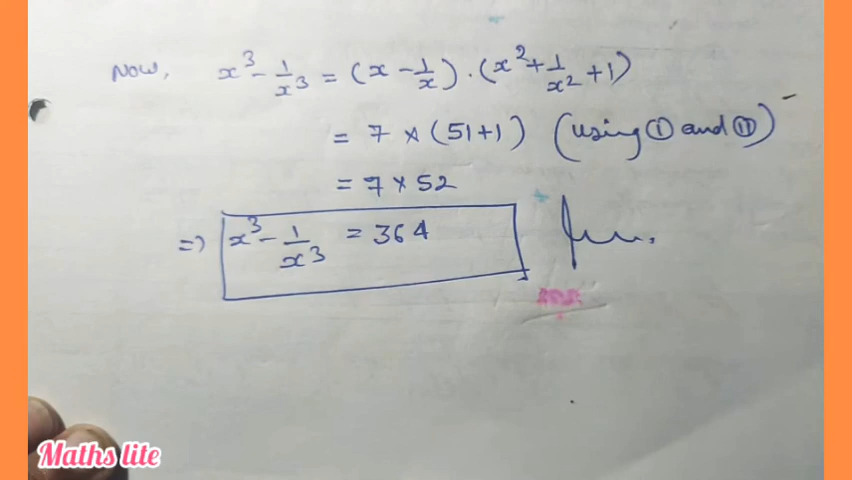 Now, x³ - 1/x³ = (x - 1/x) · (x² + 1/x² + 1)
= 7 × (51+1) (using ① and ⑪)
= 7 × 52
=> x³ - 1/x³ = 364
Maths lite